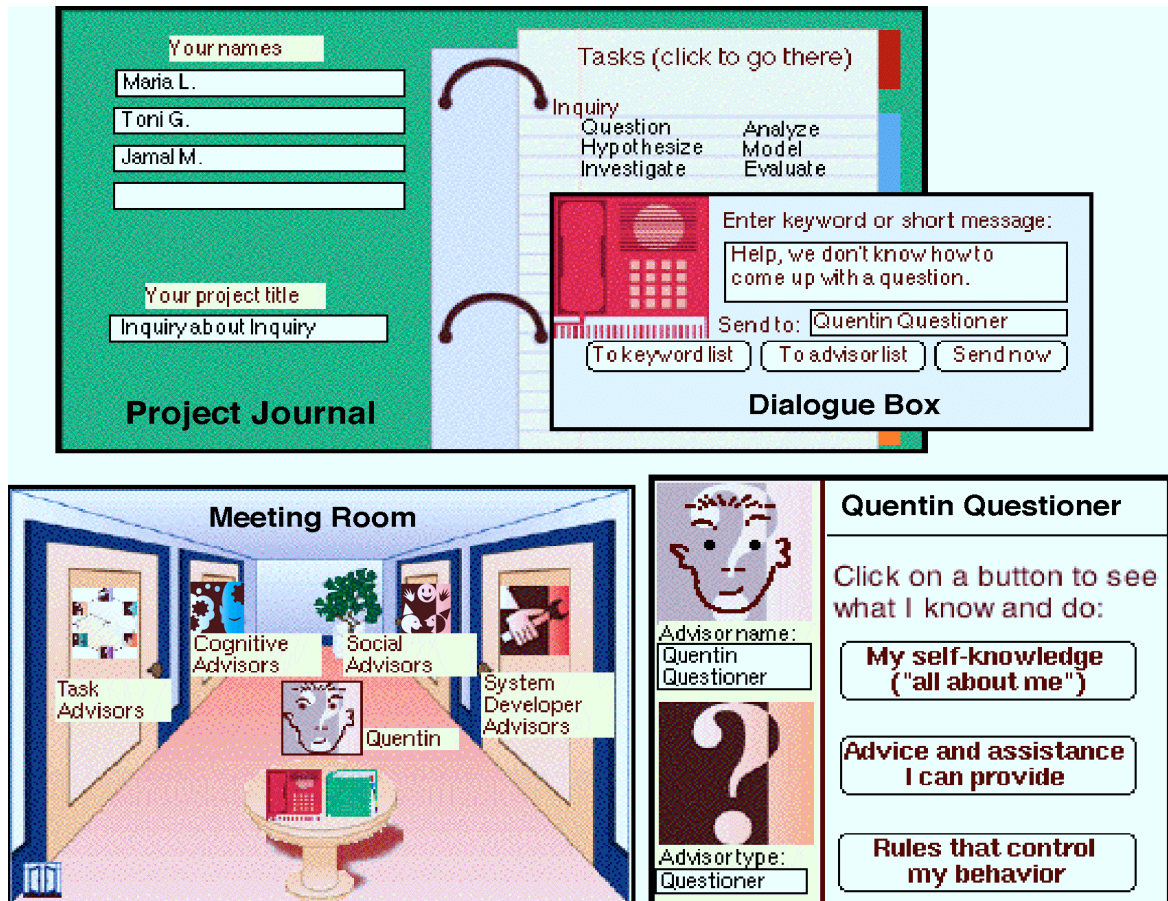 Your names
Maria L.
Toni G.
Jamal M.
Your project title
Inquiry about Inquiry
Project Journal
Tasks (click to go there)
Inquiry
Question Analyze
Hypothesize Model
Investigate Evaluate
Enter keyword or short message:
Help, we don't know how to
come up with a question.
Send to: Quentin Questioner
To keyword list To advisor list Send now
Dialogue Box
Meeting Room
Cognitive
Advisors
Social
Advisors
Task
Advisors
System
Developer
Advisors
Quentin
Advisor name:
Quentin
Questioner
?
Advisor type:
Questioner
Quentin Questioner
Click on a button to see
what I know and do:
My self-knowledge
("all about me")
Advice and assistance
I can provide
Rules that control
my behavior